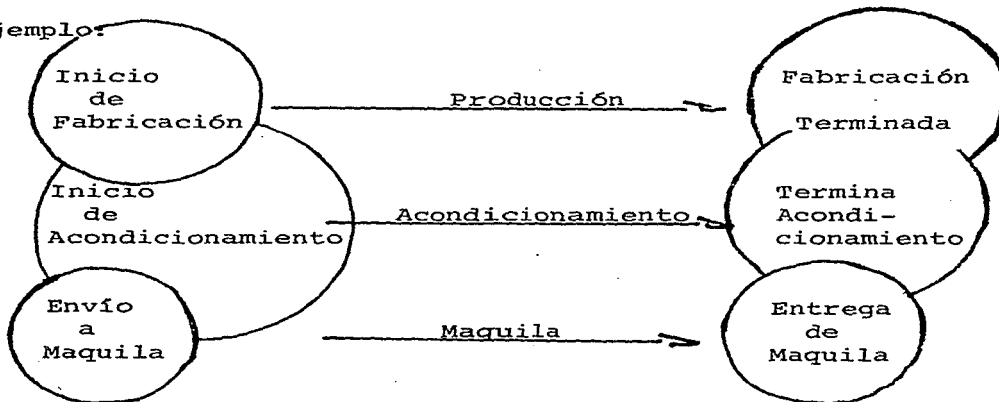 jemplo:
Inicio
de
Fabricación
Producción
Fabricación
Terminada
Inicio
de
Acondicionamiento
Acondicionamiento
Termina
Acondi-
cionamiento
Envío
a
Maquila
Maquila
Entrega
de
Maquila